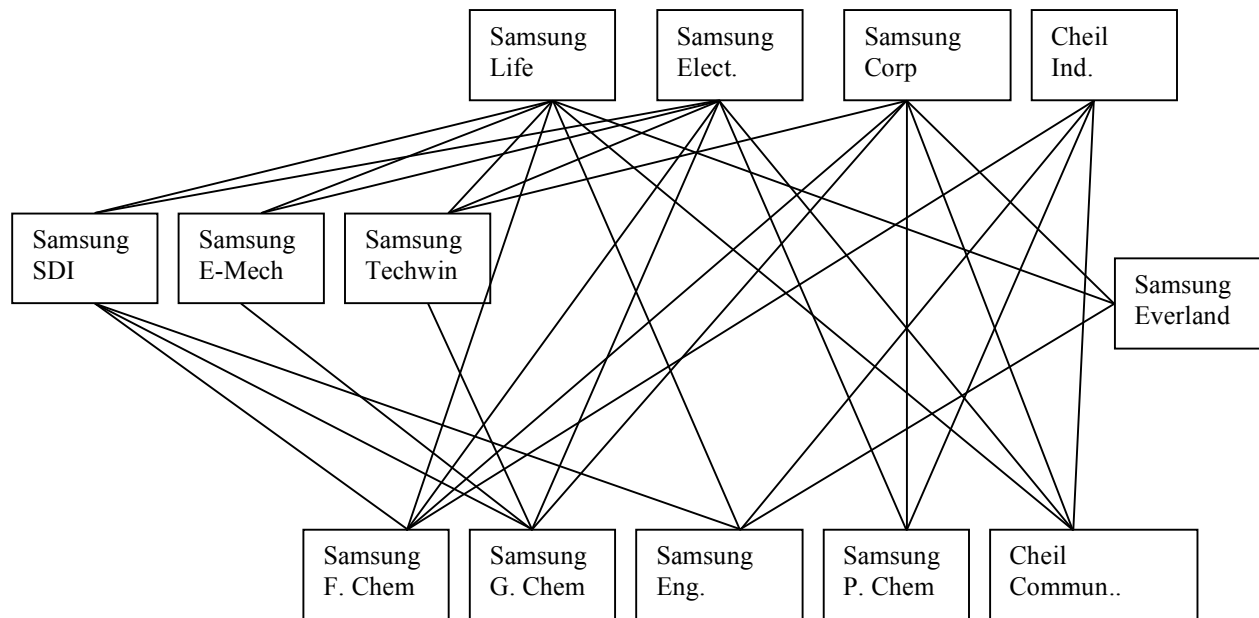 Samsung
Life
Samsung
Elect.
Samsung
Corp
Cheil
Ind.
Samsung
SDI
Samsung
E-Mech
Samsung
Techwin
Samsung
Everland
Samsung
F. Chem
Samsung
G. Chem
Samsung
Eng.
Samsung
P. Chem
Cheil
Commun..